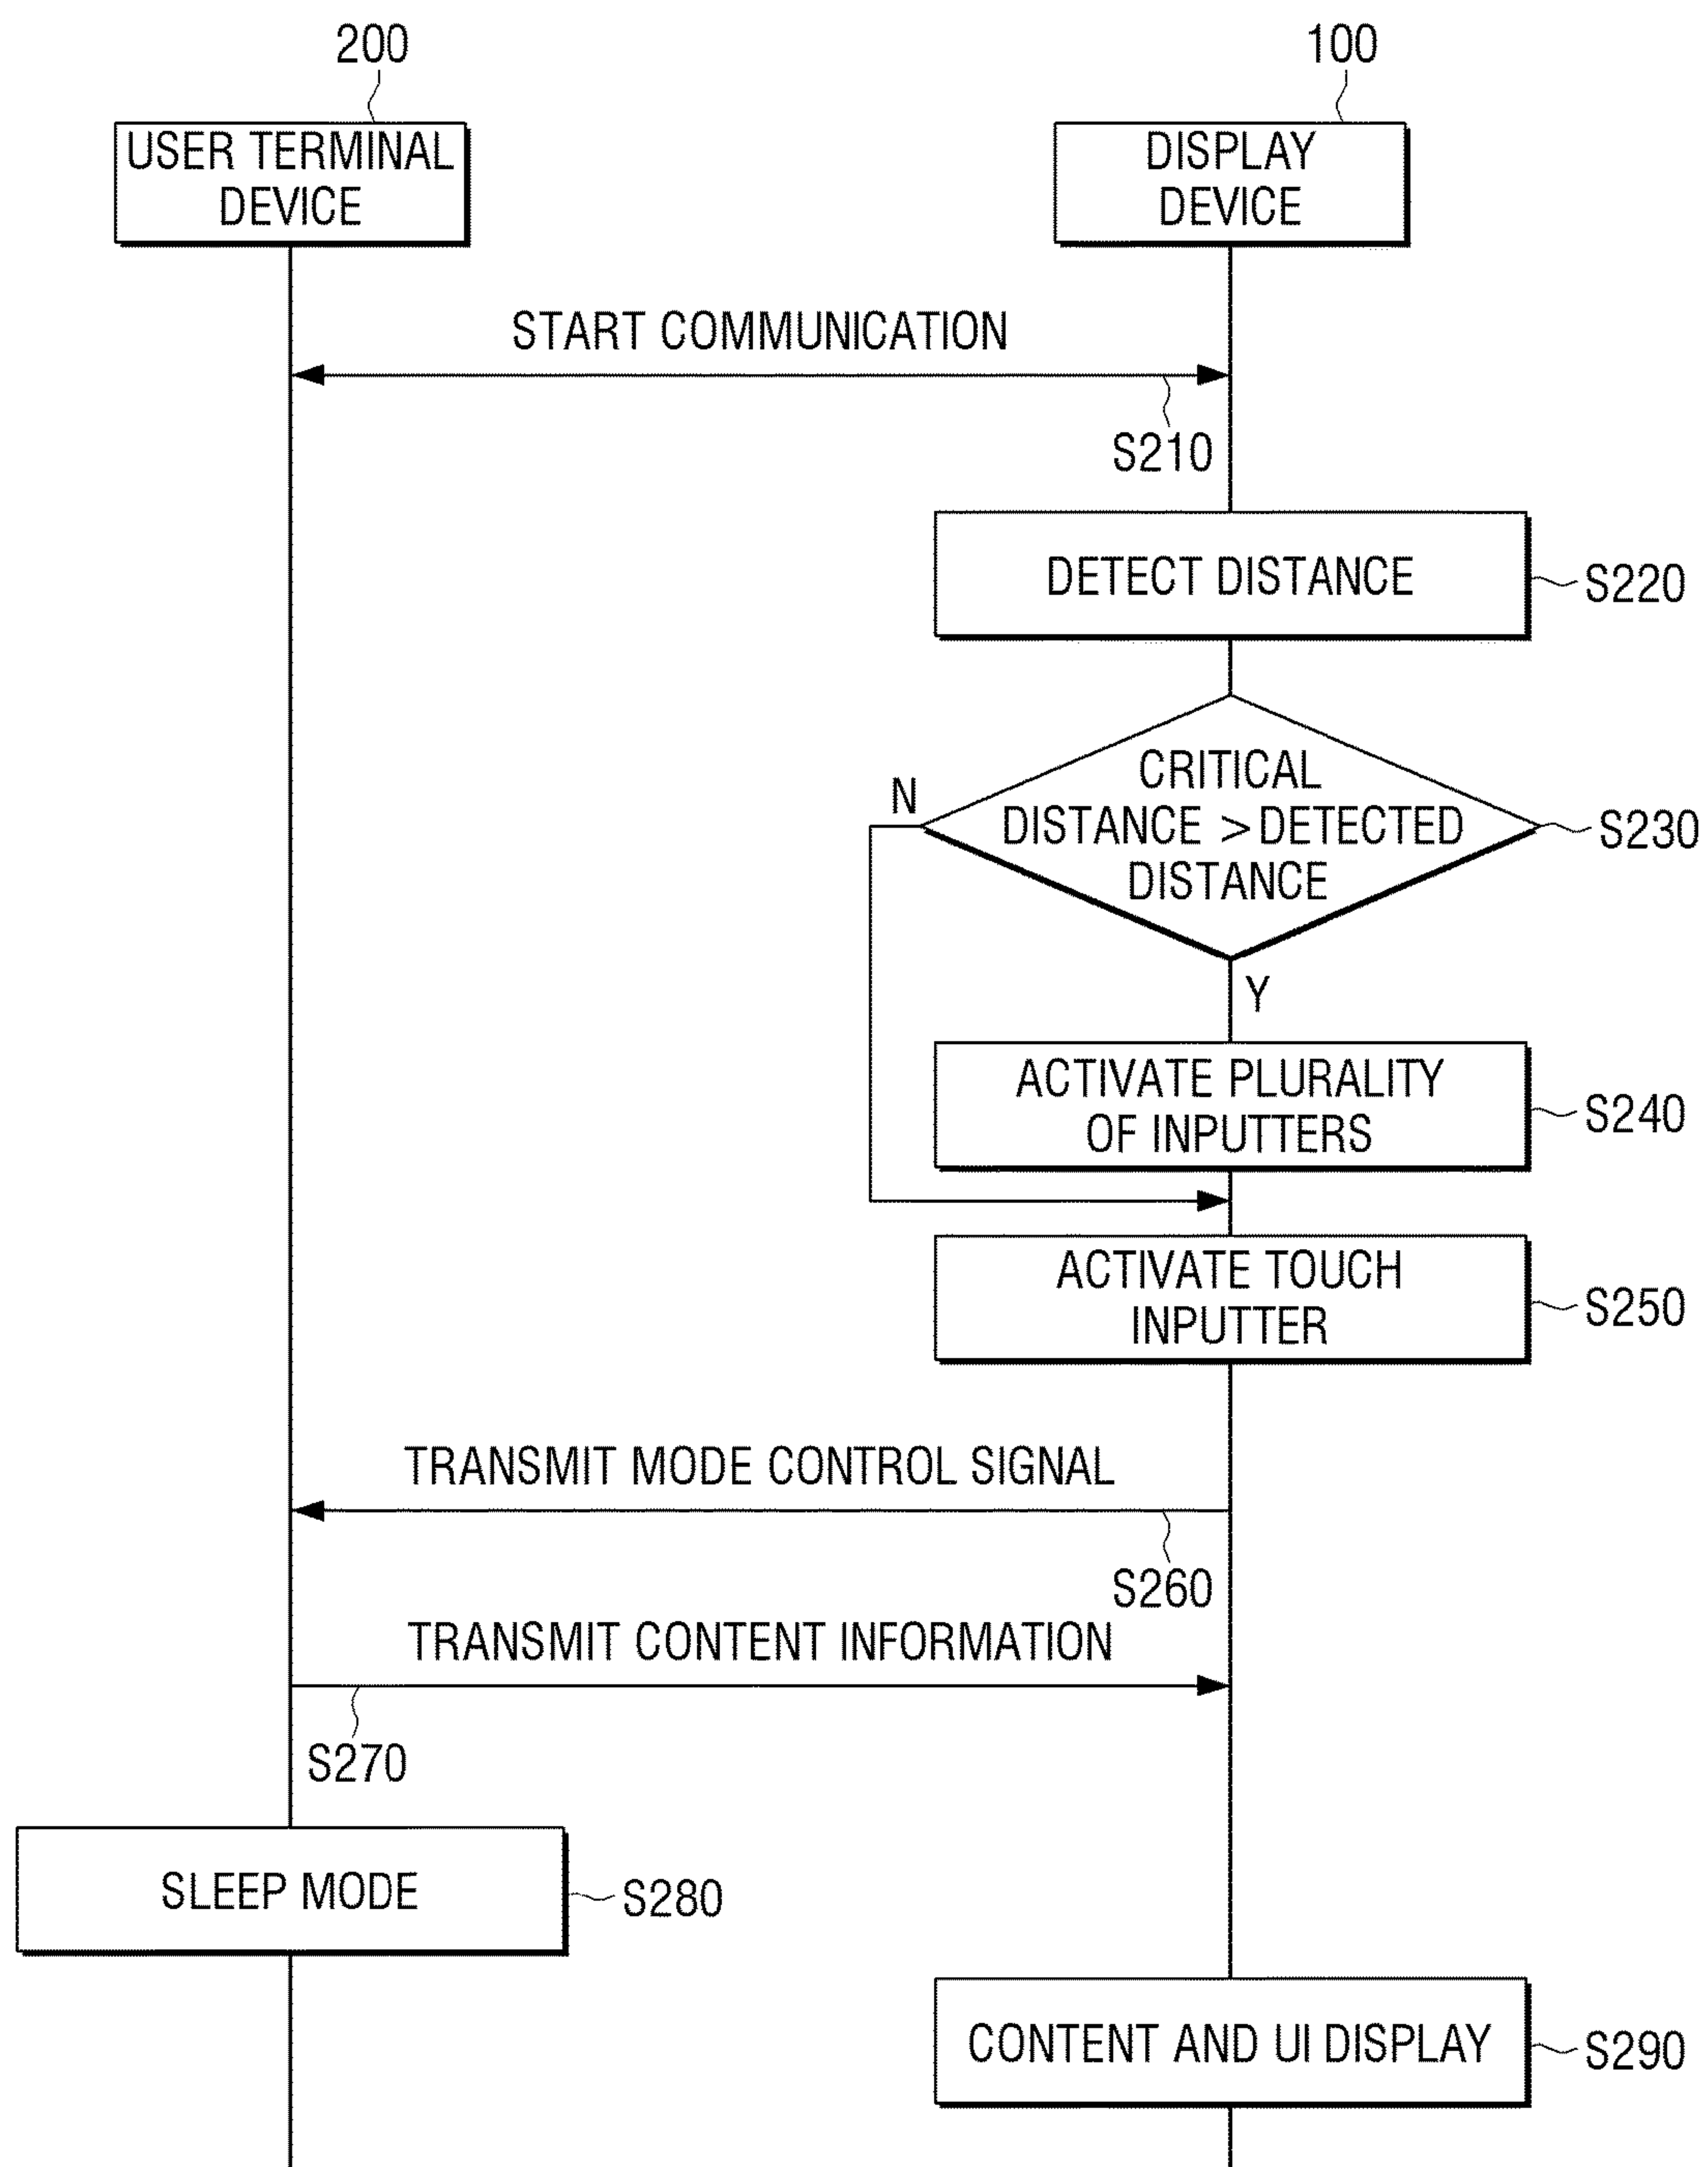 200
100
USER TERMINAL
DEVICE
DISPLAY
DEVICE
START COMMUNICATION
S210
DETECT DISTANCE
S220
CRITICAL
DISTANCE > DETECTED
DISTANCE
N
S230
Y
ACTIVATE PLURALITY
OF INPUTTERS
S240
ACTIVATE TOUCH
INPUTTER
S250
TRANSMIT MODE CONTROL SIGNAL
S260
TRANSMIT CONTENT INFORMATION
S270
SLEEP MODE
S280
CONTENT AND UI DISPLAY
S290